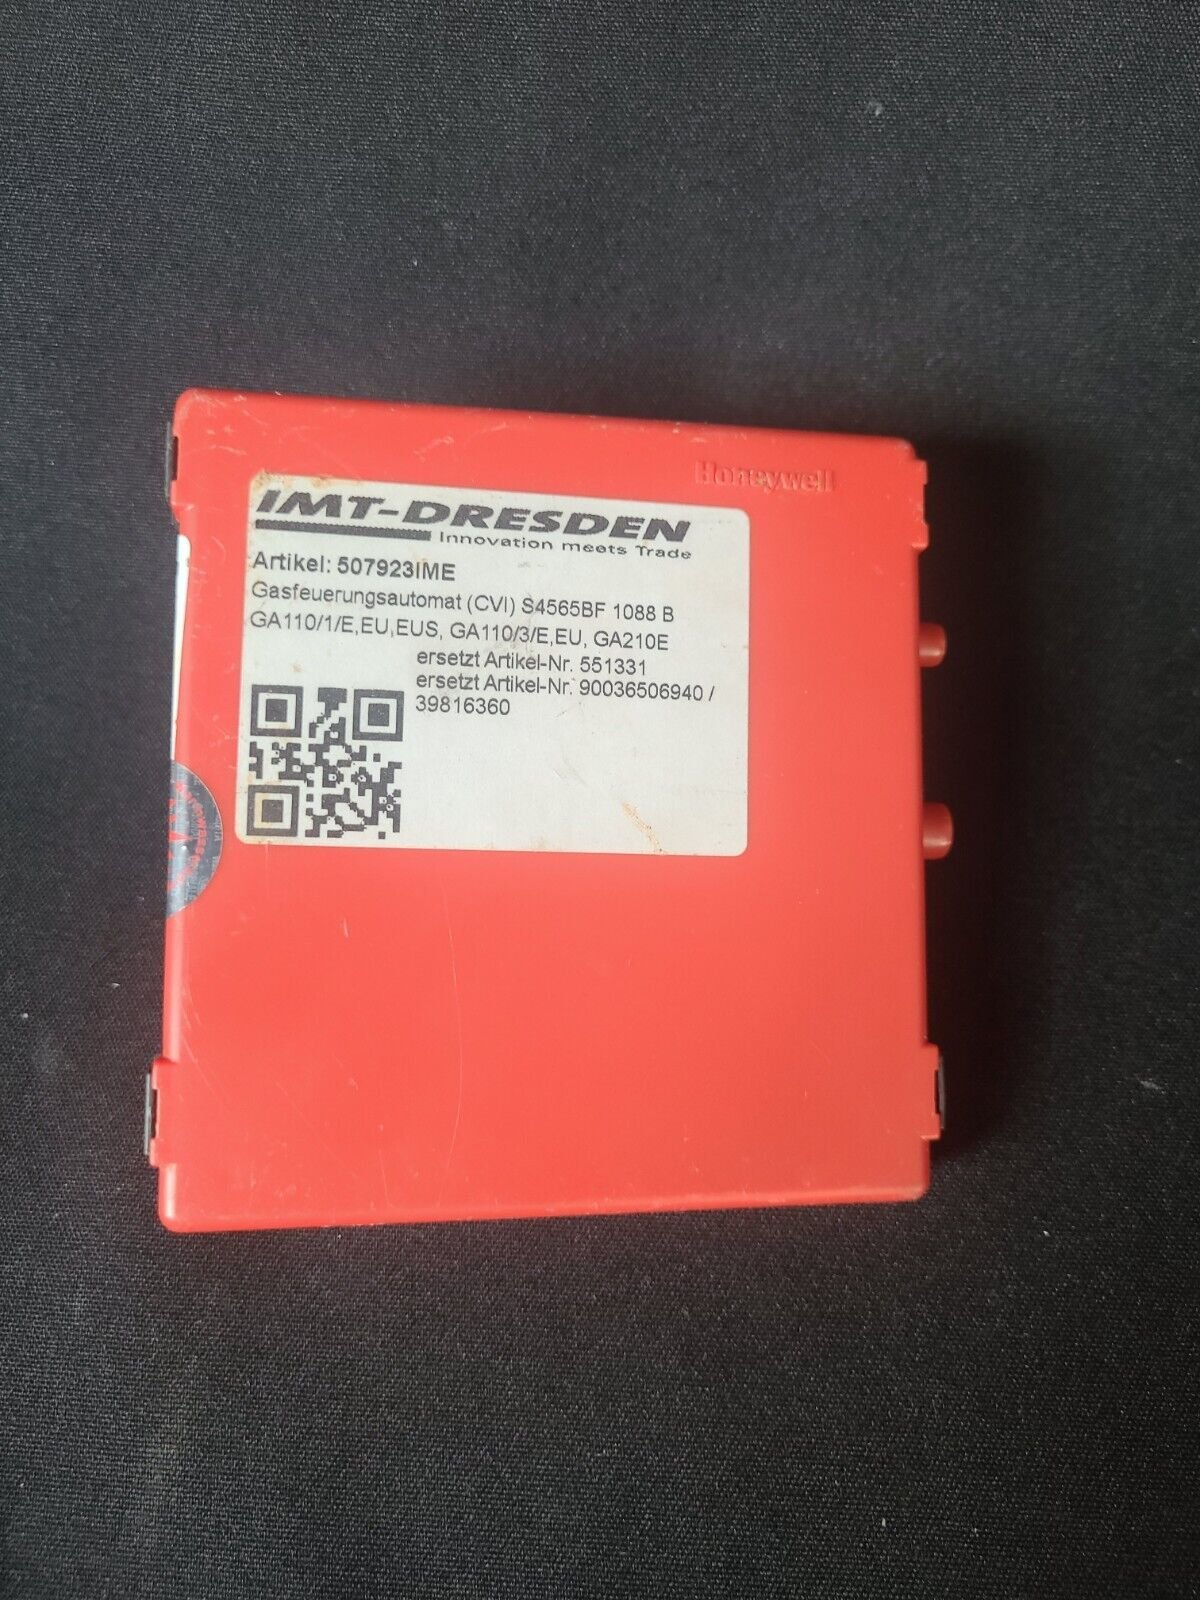 Honeywell
IMT-DRESDEN
Innovation meets Trade
Artikel: 507923IME
Gasfeuerungsautomat (CVI) S4565BF 1088 B
GA110/1/E,EU,EUS, GA110/3/E,EU, GA210E
ersetzt Artikel-Nr. 551331
ersetzt Artikel-Nr. 90036506940 /
39816360